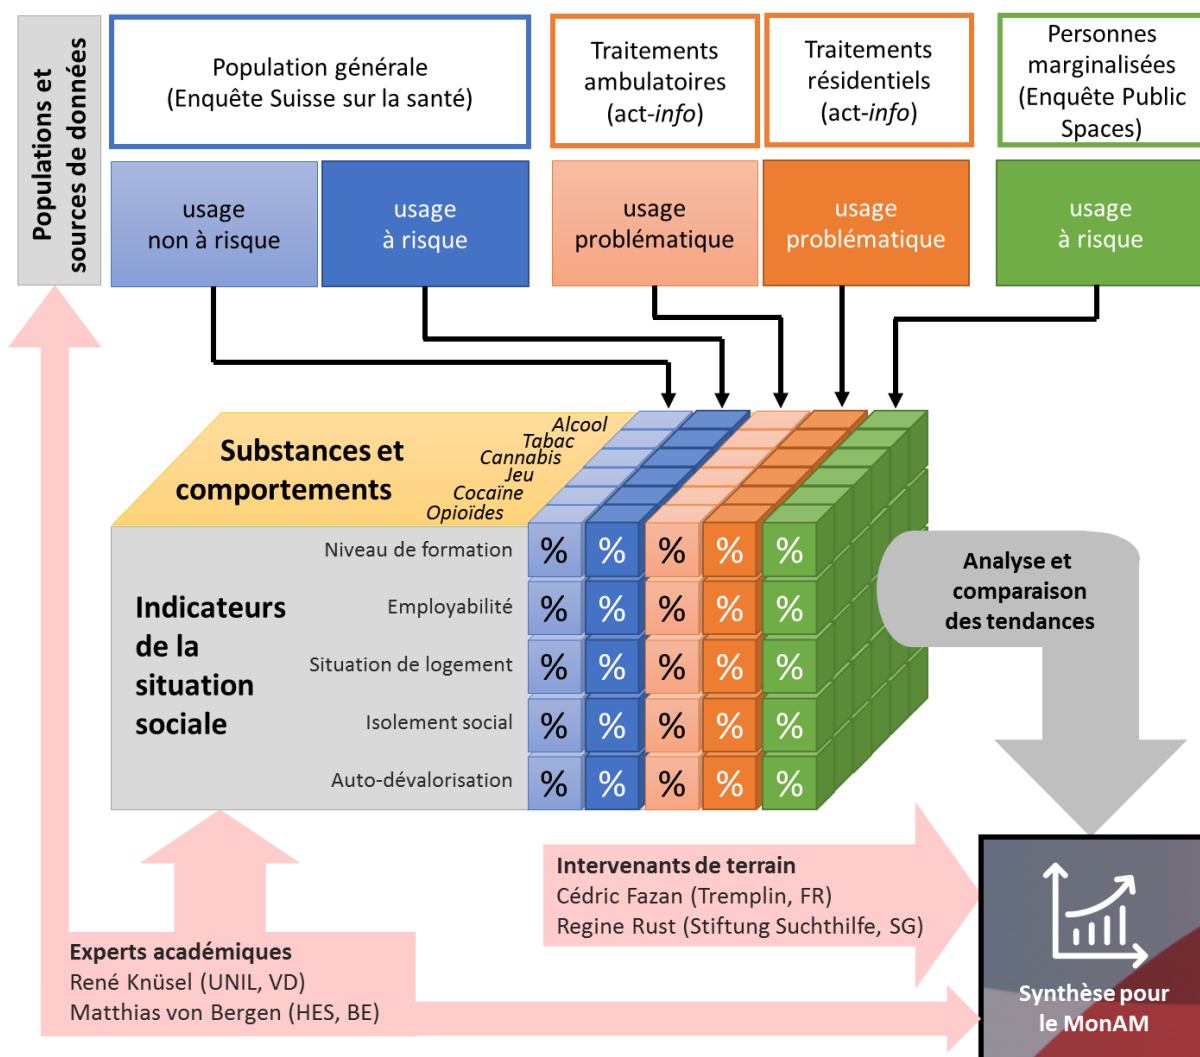 Populations et
sources de données
Population générale
(Enquête Suisse sur la santé)
Traitements
ambulatoires
(act-info)
Traitements
résidentiels
(act-info)
Personnes
marginalisées
(Enquête Public
Spaces)
usage
non à risque
usage
à risque
usage
problématique
usage
problématique
usage
à risque
Substances et
comportements
Alcool
Tabac
Cannabis
Jeu
Cocaïne
Opioïdes
Indicateurs
de la
situation
sociale
Niveau de formation
% % % % %
Employabilité
% % % % %
Situation de logement
% % % % %
Isolement social
% % % % %
Auto-dévalorisation
% % % % %
Analyse et
comparaison
des tendances
Intervenants de terrain
Cédric Fazan (Tremplin, FR)
Regine Rust (Stiftung Suchthilfe, SG)
Experts académiques
René Knüsel (UNIL, VD)
Matthias von Bergen (HES, BE)
Synthèse pour
le MonAM